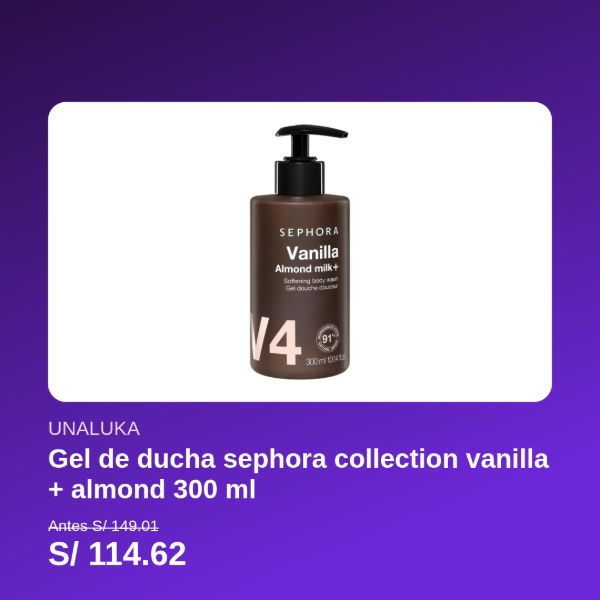 SEPHORA
Vanilla
Almond milk+
Softening body wash
Gel douche douceur
V4
91%
300 ml 10.14 fl.oz
UNALUKA
Gel de ducha sephora collection vanilla
+ almond 300 ml
Antes S/ 149.01
S/ 114.62